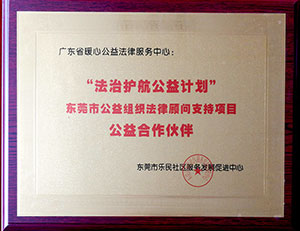 广东省暖心公益法律服务中心:
“法治护航公益计划”
东莞市公益组织法律顾问支持项目
公益合作伙伴
东莞市乐民社区服务发展促进中心